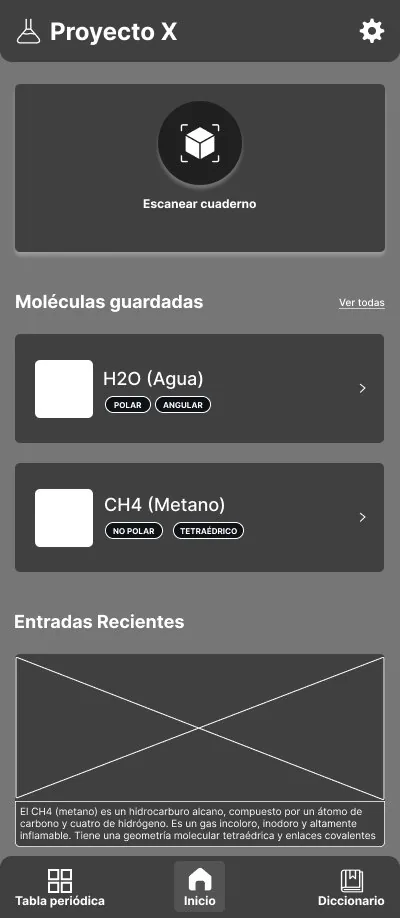 Proyecto X
Escanear cuaderno
Moléculas guardadas
Ver todas
H2O (Agua)
POLAR
ANGULAR
CH4 (Metano)
NO POLAR
TETRAÉDRICO
Entradas Recientes
El CH4 (metano) es un hidrocarburo alcano, compuesto por un átomo de
carbono y cuatro de hidrógeno. Es un gas incoloro, inodoro y altamente
inflamable. Tiene una geometría molecular tetraédrica y enlaces covalentes
Tabla periódica
Inicio
Diccionario